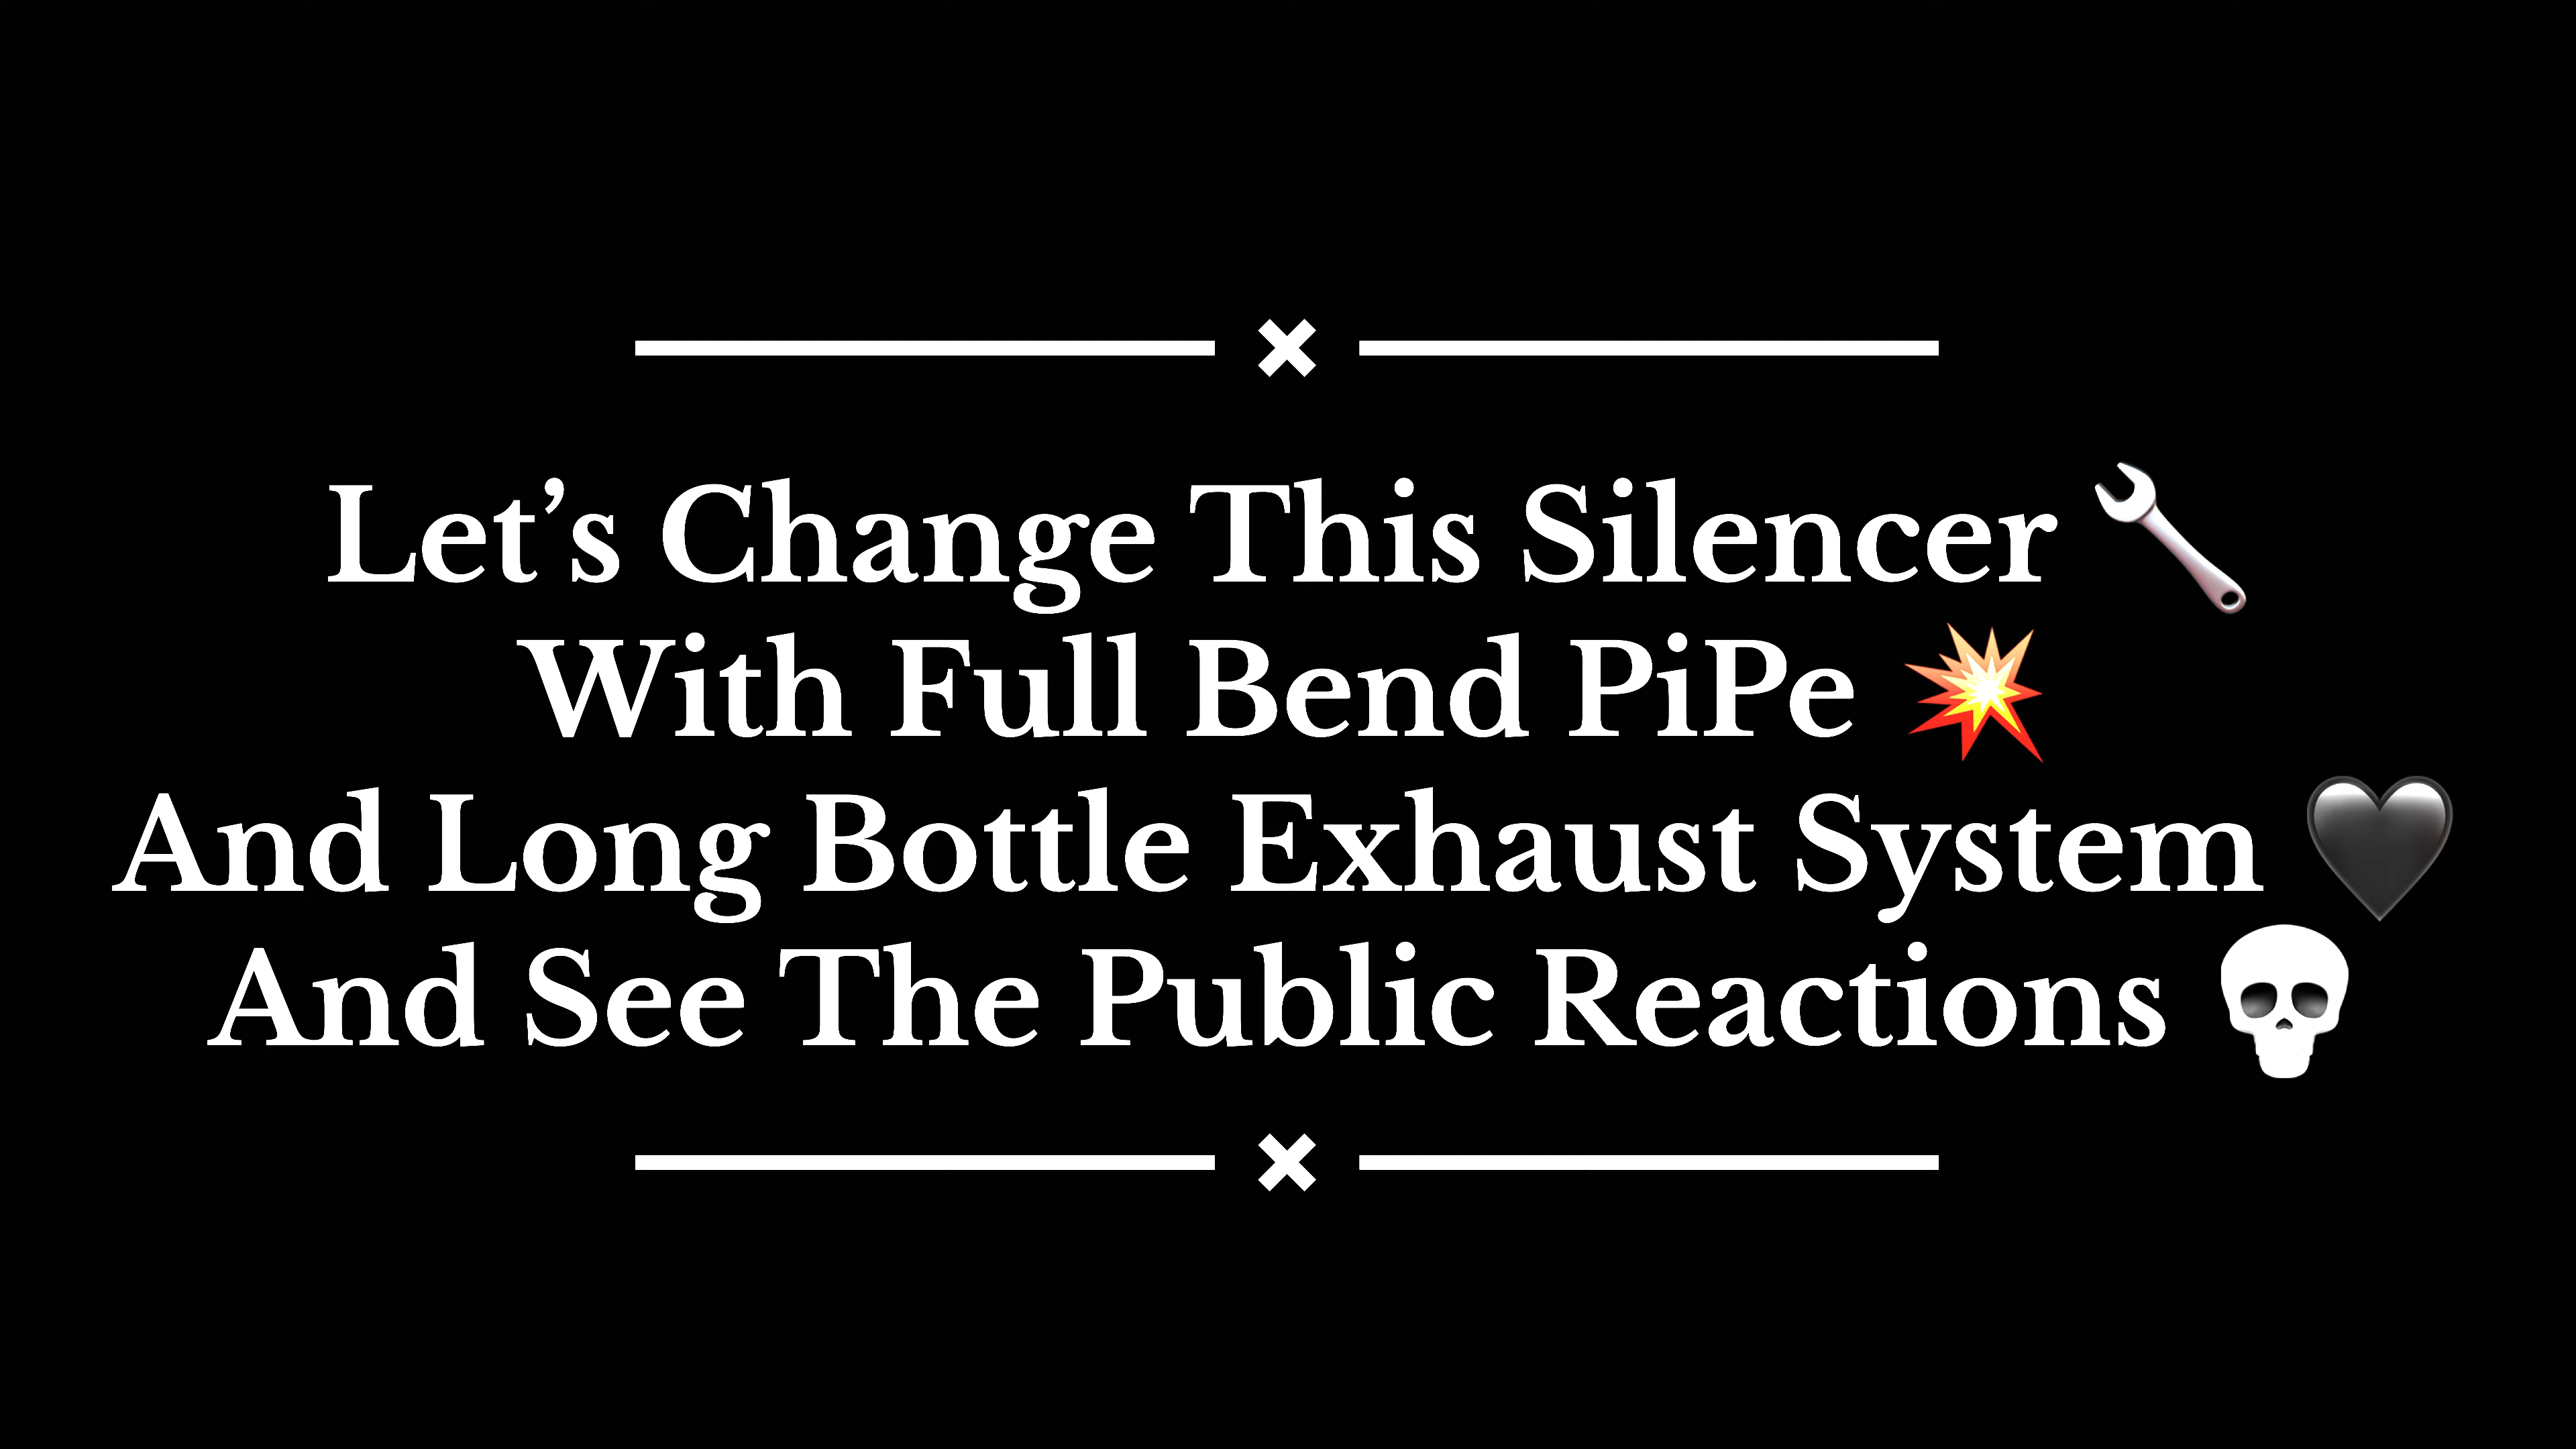 Let’s Change This Silencer 🔧
With Full Bend PiPe 💥
And Long Bottle Exhaust System 🖤
And See The Public Reactions 💀